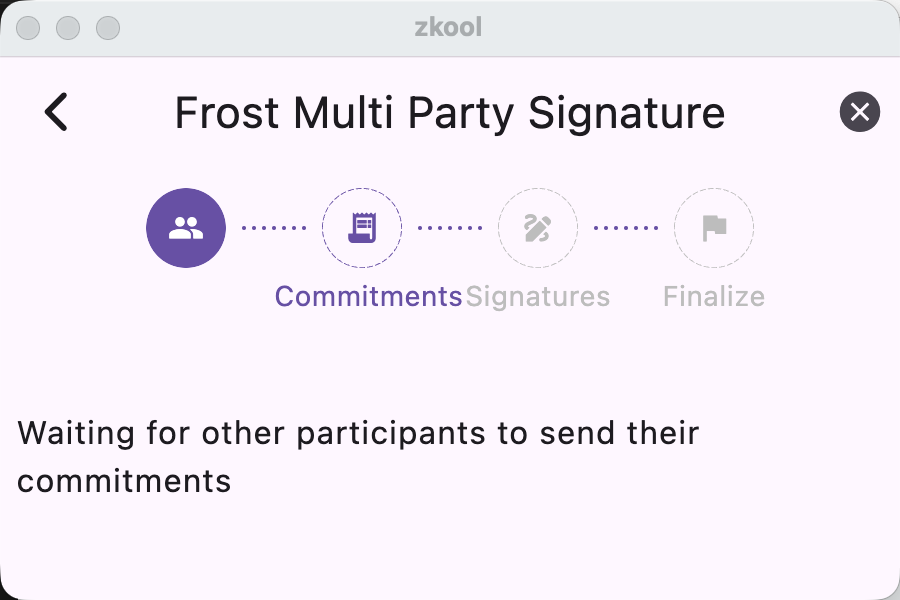 zkool
Frost Multi Party Signature
Commitments
Signatures
Finalize
Waiting for other participants to send their
commitments